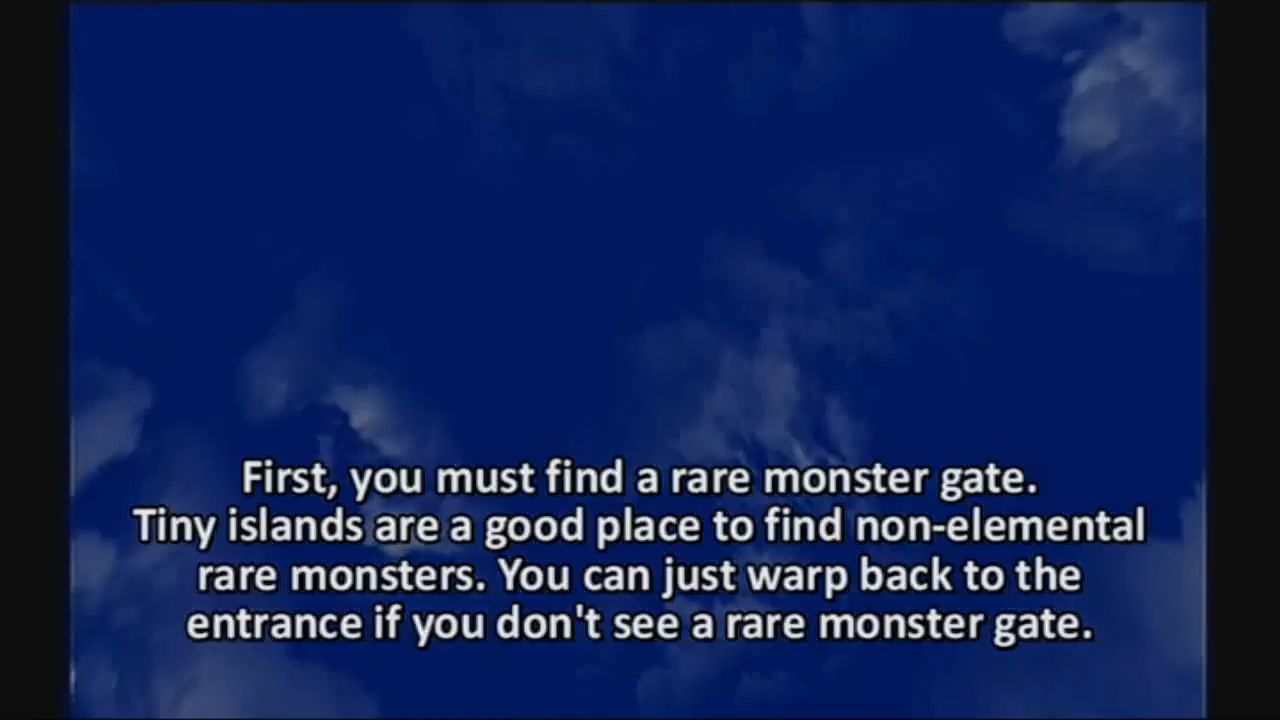 First, you must find a rare monster gate.
Tiny islands are a good place to find non-elemental
rare monsters. You can just warp back to the
entrance if you don't see a rare monster gate.